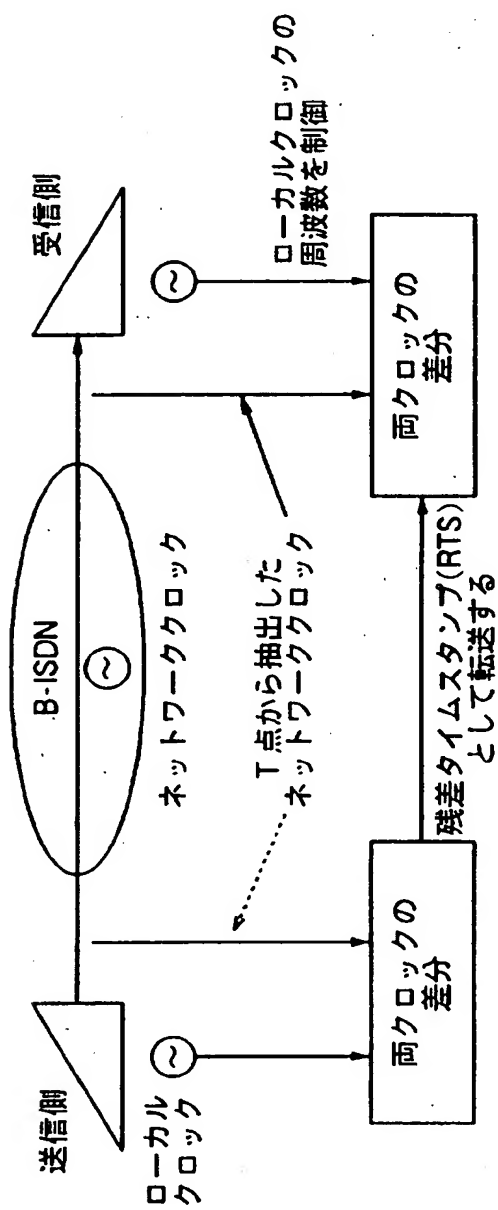 送信側
B-ISDN
受信側
ローカル
クロック
ネットワーククロック
T点から抽出した
ネットワーククロック
ローカルクロックの
周波数を制御
両クロックの
差分
残差タイムスタンプ(RTS)
として転送する
両クロックの
差分